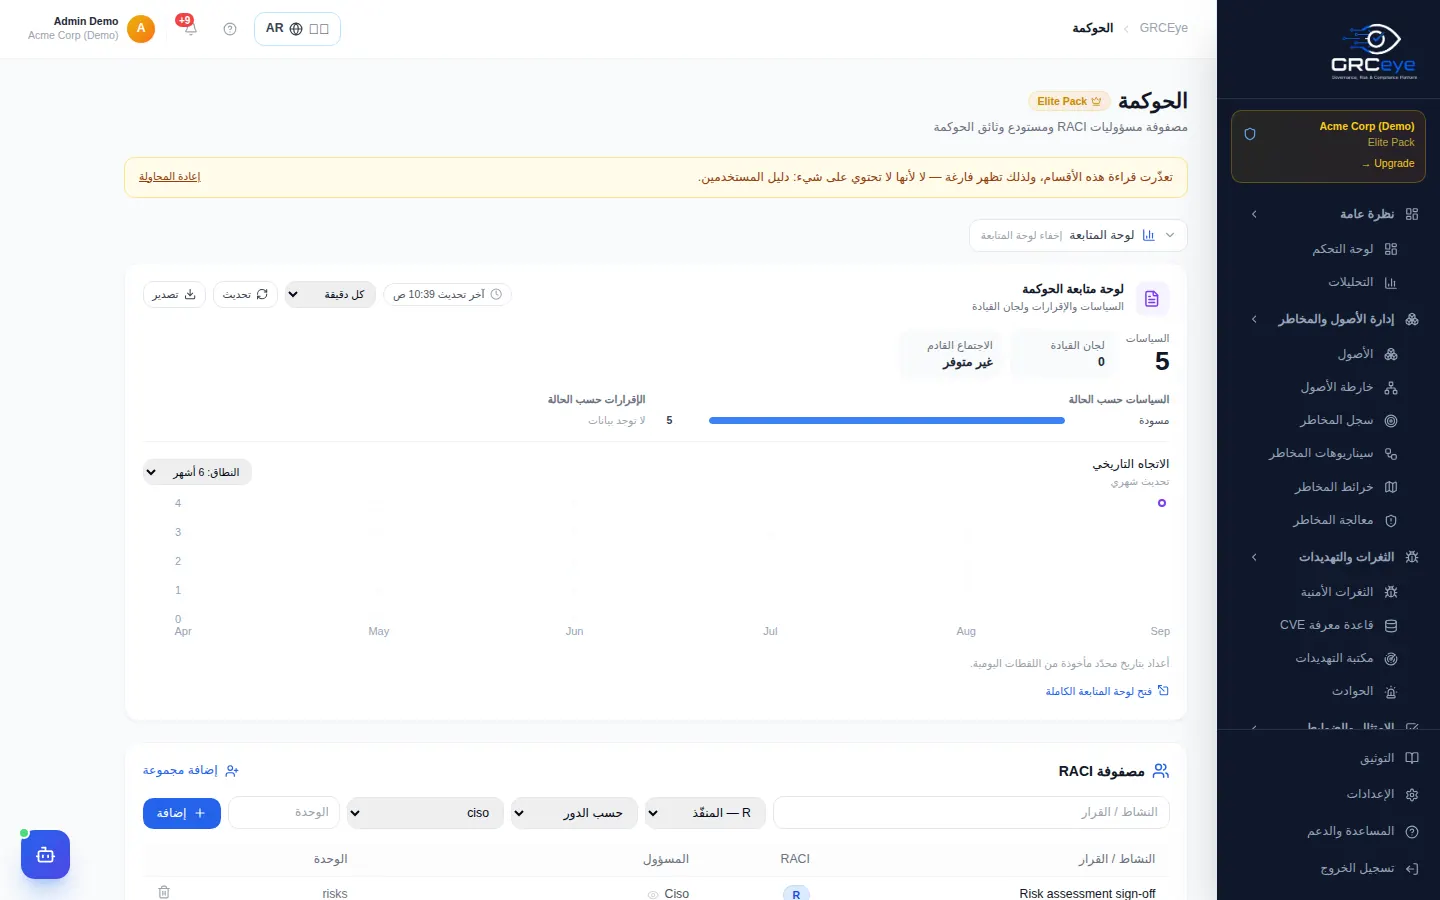 GRCeye
Governance, Risk & Compliance Platform
Acme Corp (Demo)
Elite Pack
→ Upgrade
نظرة عامة
لوحة التحكم
التحليلات
إدارة الأصول والمخاطر
الأصول
خارطة الأصول
سجل المخاطر
سيناريوهات المخاطر
خرائط المخاطر
معالجة المخاطر
الثغرات والتهديدات
الثغرات الأمنية
قاعدة معرفة CVE
مكتبة التهديدات
الحوادث
الامتثال والضوابط
التوثيق
الإعدادات
المساعدة والدعم
تسجيل الخروج
GRCEye
الحوكمة
AR
+9
A
Admin Demo
Acme Corp (Demo)
الحوكمة
Elite Pack
مصفوفة مسؤوليات RACI ومستودع وثائق الحوكمة
تعذّرت قراءة هذه الأقسام، ولذلك تظهر فارغة — لا لأنها لا تحتوي على شيء: دليل المستخدمين.
إعادة المحاولة
لوحة المتابعة
إخفاء لوحة المتابعة
لوحة متابعة الحوكمة
السياسات والإقرارات ولجان القيادة
آخر تحديث 10:39 ص
كل دقيقة
تحديث
تصدير
السياسات
5
لجان القيادة
0
الاجتماع القادم
غير متوفر
السياسات حسب الحالة
مسودة
5
الإقرارات حسب الحالة
لا توجد بيانات
الاتجاه التاريخي
تحديث شهري
النطاق: 6 أشهر
4
3
2
1
0
Apr
May
Jun
Jul
Aug
Sep
أعداد بتاريخ محدّد مأخوذة من اللقطات اليومية.
فتح لوحة المتابعة الكاملة
مصفوفة RACI
إضافة مجموعة
النشاط / القرار
R — المنفّذ
حسب الدور
ciso
الوحدة
إضافة
النشاط / القرار
RACI
المسؤول
الوحدة
Risk assessment sign-off
R
Ciso
risks